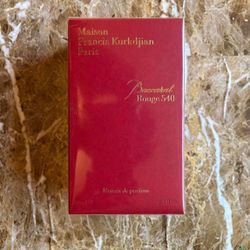 Maison
Francis Kurkdjian
Paris
Baccarat
Rouge 540
Extrait de parfum